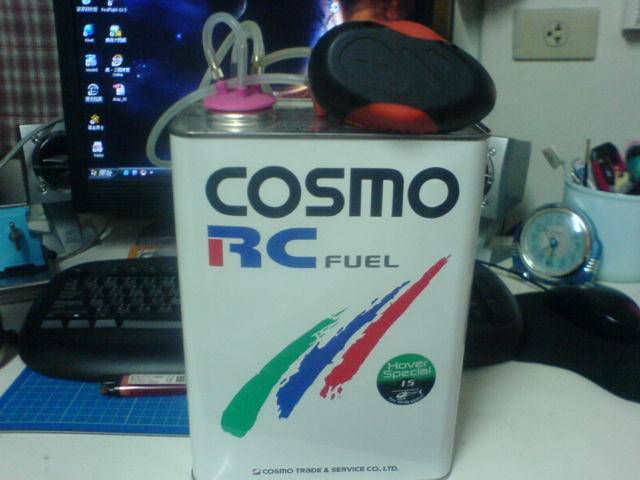 COSMO
RC FUEL
Hover
Special
15
COSMO TRADE & SERVICE CO., LTD.